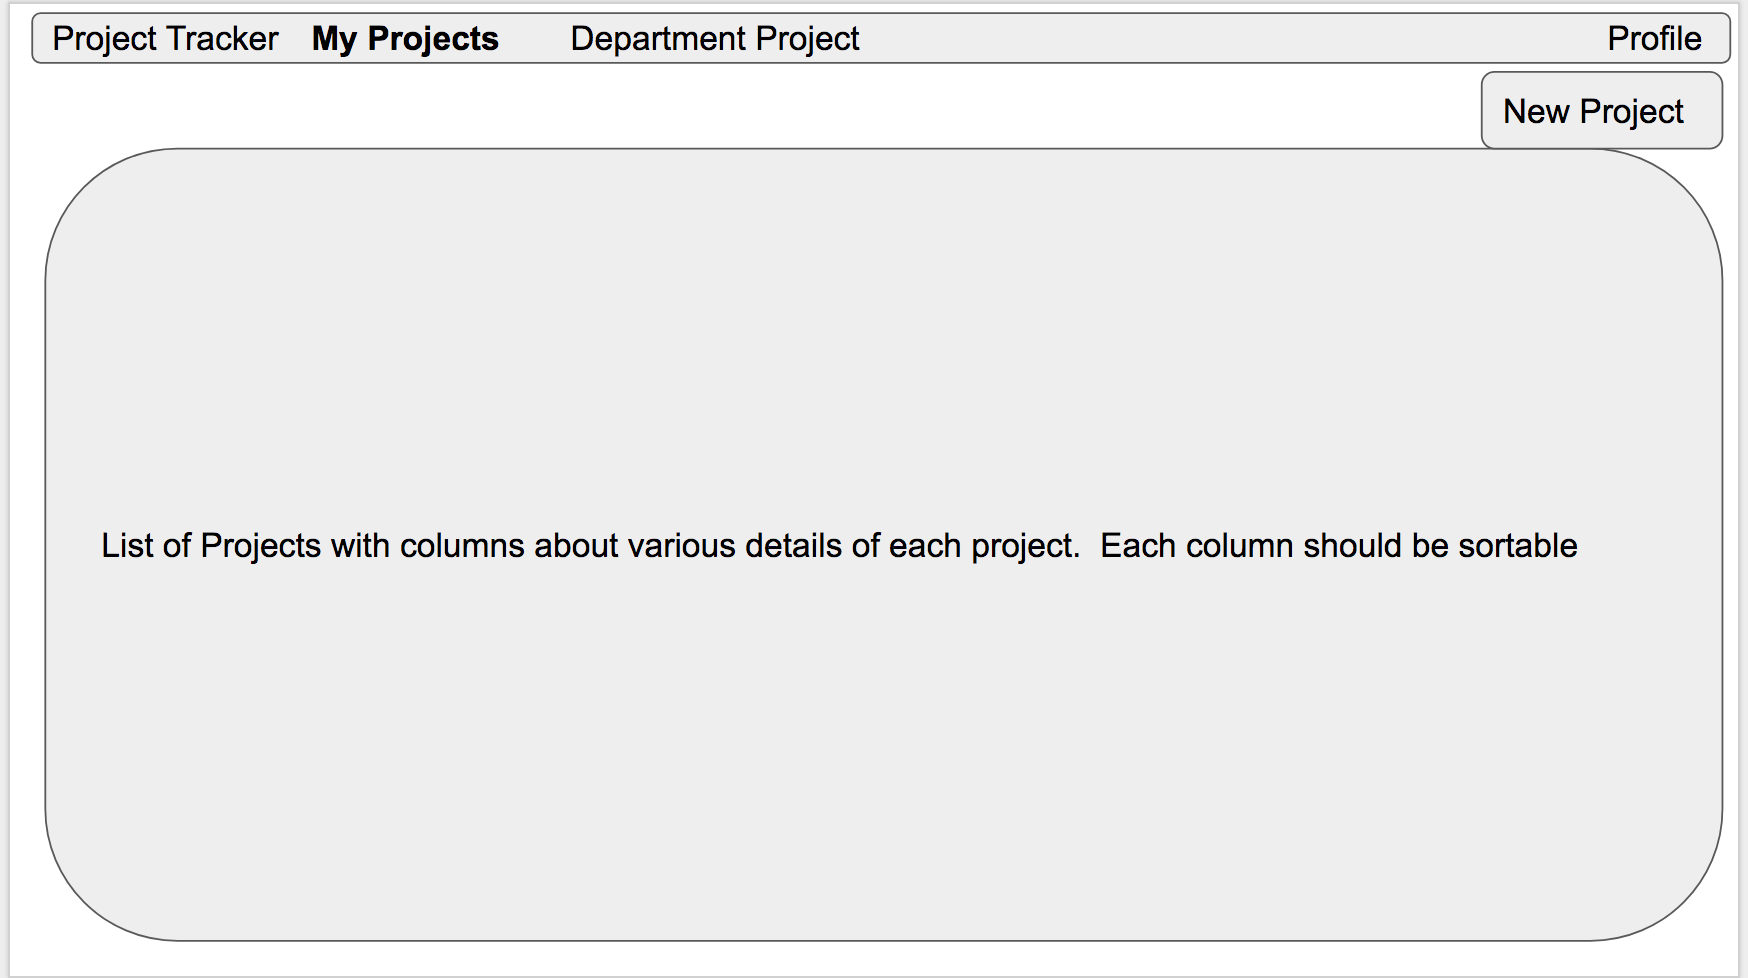 Project Tracker My Projects Department Project Profile
New Project
List of Projects with columns about various details of each project. Each column should be sortable